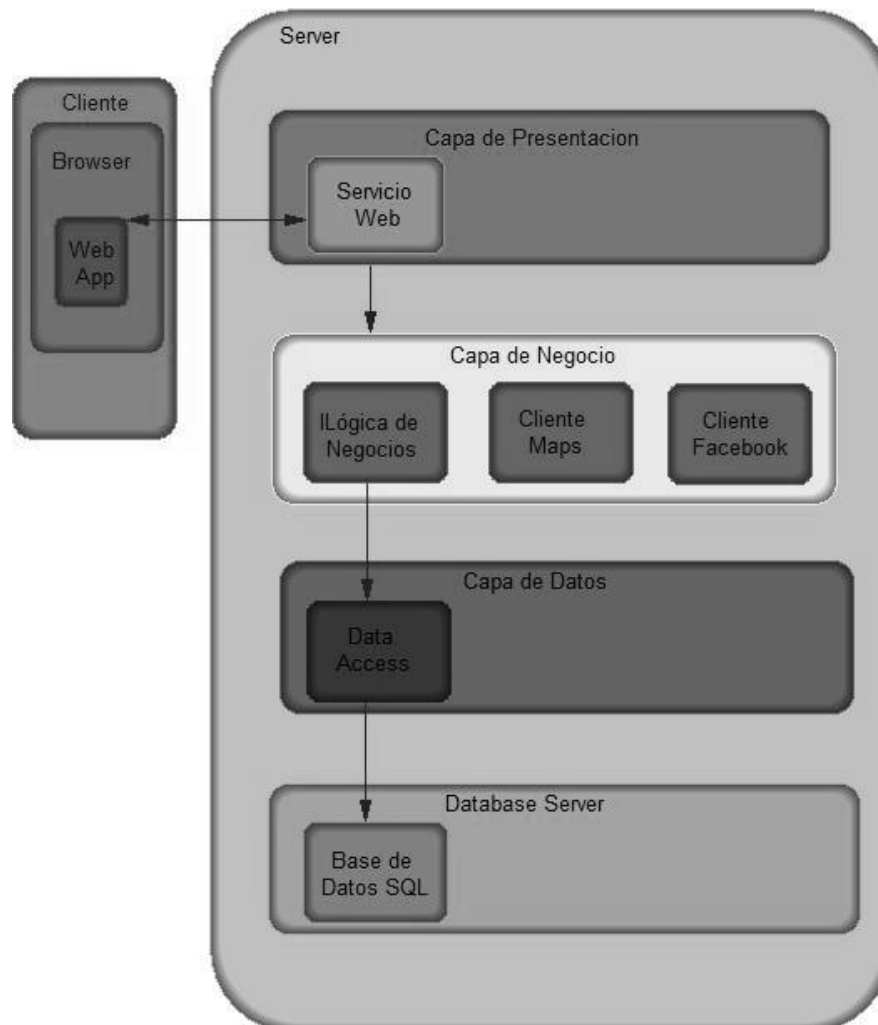 Server
Cliente
Browser
Web
App
Capa de Presentacion
Servicio
Web
Capa de Negocio
ILógica de
Negocios
Cliente
Maps
Cliente
Facebook
Capa de Datos
Data
Access
Database Server
Base de
Datos SQL